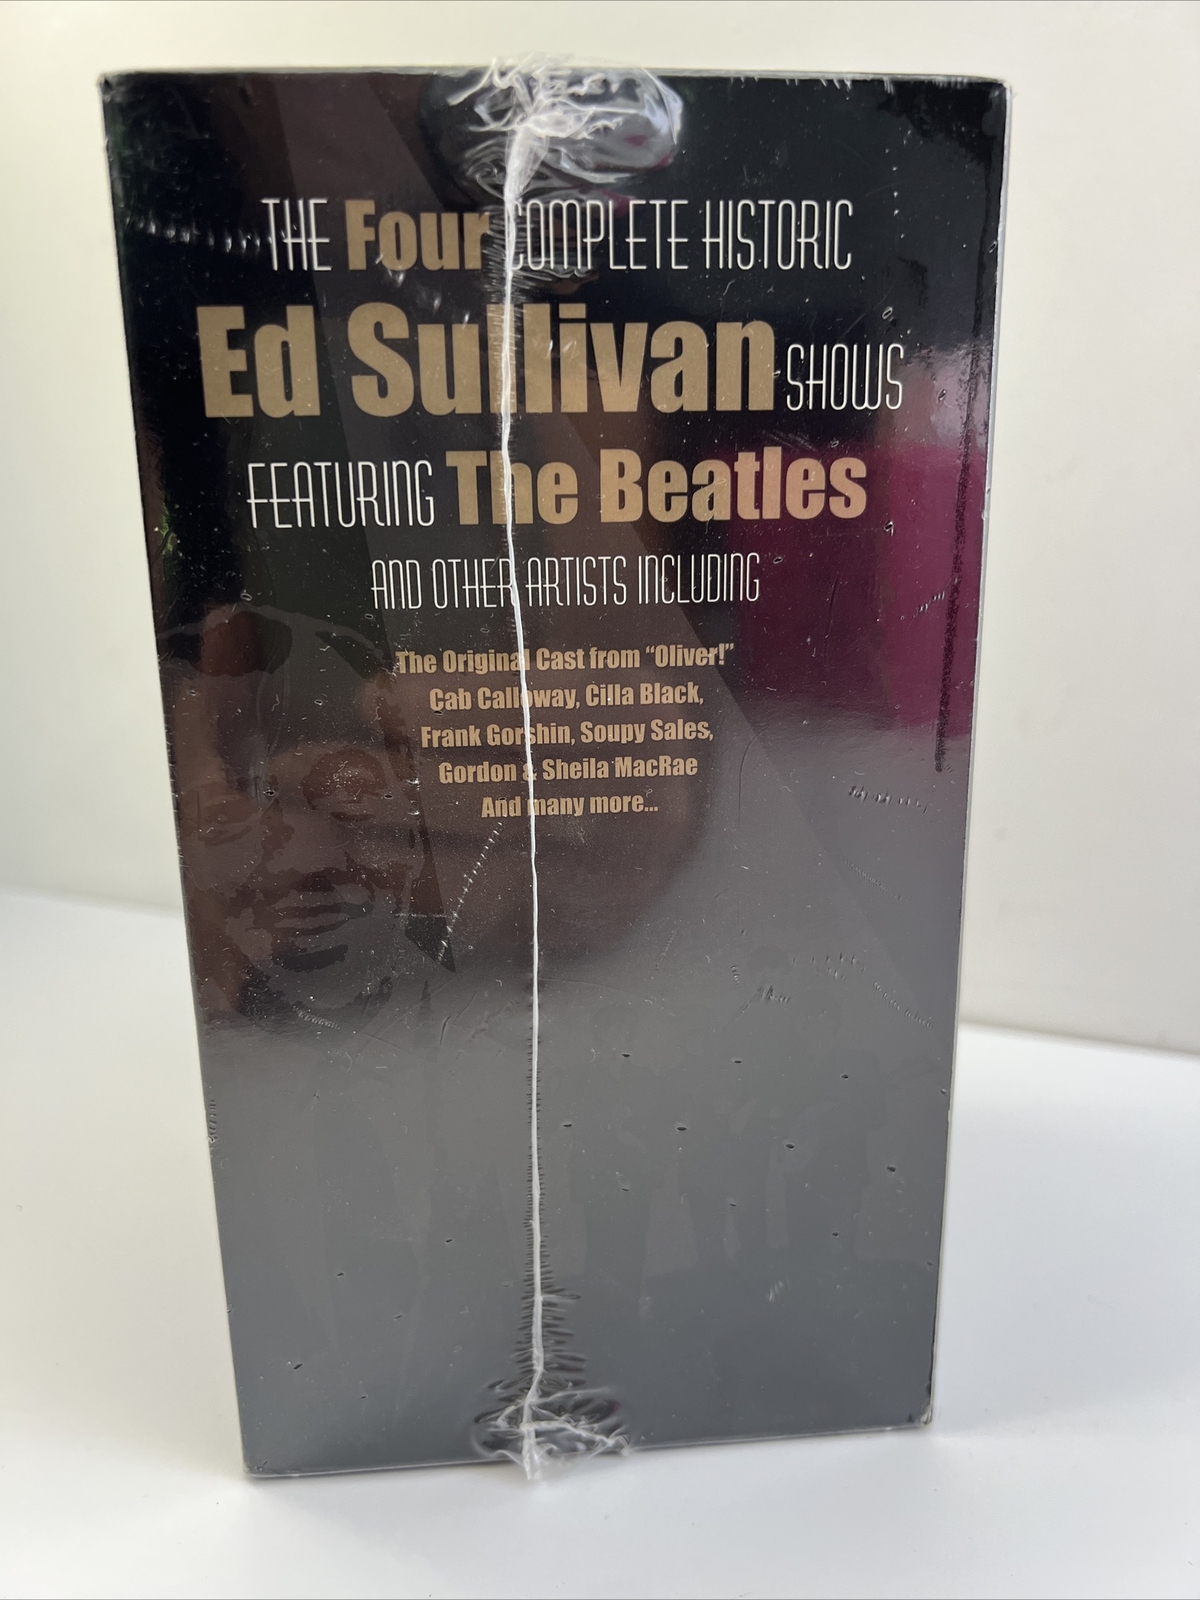 THE Four COMPLETE HISTORIC
Ed Sullivan SHOWS
FEATURING The Beatles
AND OTHER ARTISTS INCLUDING
The Original Cast from “Oliver!”
Cab Calloway, Cilla Black,
Frank Gorshin, Soupy Sales,
Gordon & Sheila MacRae
And many more...